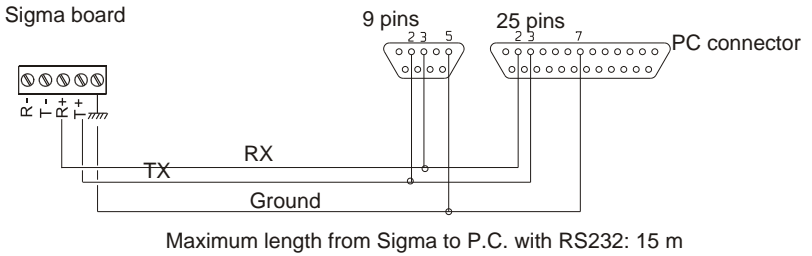 Sigma board
9 pins
25 pins
2 3 5
2 3 7
PC connector
R -
T -
R +
T +
RX
TX
Ground
Maximum length from Sigma to P.C. with RS232: 15 m